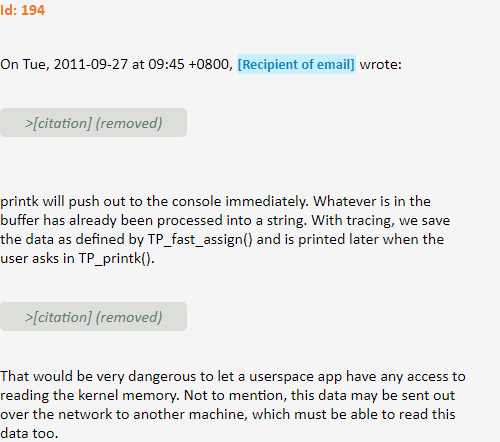 Id: 194
On Tue, 2011-09-27 at 09:45 +0800, [Recipient of email] wrote:
>[citation] (removed)
printk will push out to the console immediately. Whatever is in the
buffer has already been processed into a string. With tracing, we save
the data as defined by TP_fast_assign() and is printed later when the
user asks in TP_printk().
>[citation] (removed)
That would be very dangerous to let a userspace app have any access to
reading the kernel memory. Not to mention, this data may be sent out
over the network to another machine, which must be able to read this
data too.